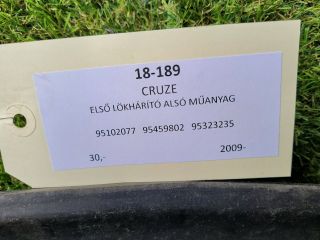 18-189
CRUZE
ELSŐ LÖKHÁRÍTÓ ALSÓ MŰANYAG
95102077 95459802 95323235
30,- 2009-